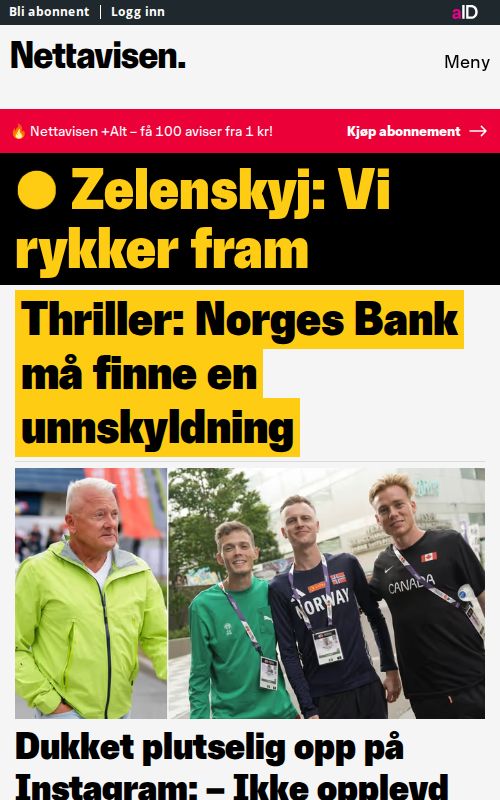 Bli abonnent | Logg inn
aID
Nettavisen.
Meny
🔥 Nettavisen +Alt – få 100 aviser fra 1 kr!
Kjøp abonnement →
Zelenskyj: Vi
rykker fram
Thriller: Norges Bank
må finne en
unnskyldning
NORWAY
CANADA
Dukket plutselig opp på
Instagram: – Ikke opplevd